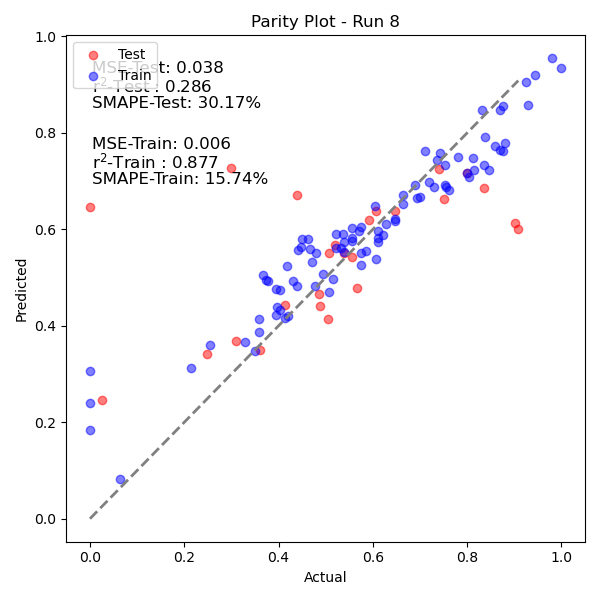 Parity Plot - Run 8
Test
Train
MSE-Test: 0.038
r²-Test : 0.286
SMAPE-Test: 30.17%
MSE-Train: 0.006
r²-Train : 0.877
SMAPE-Train: 15.74%
Predicted
1.0
0.8
0.6
0.4
0.2
0.0
0.0 0.2 0.4 0.6 0.8 1.0
Actual